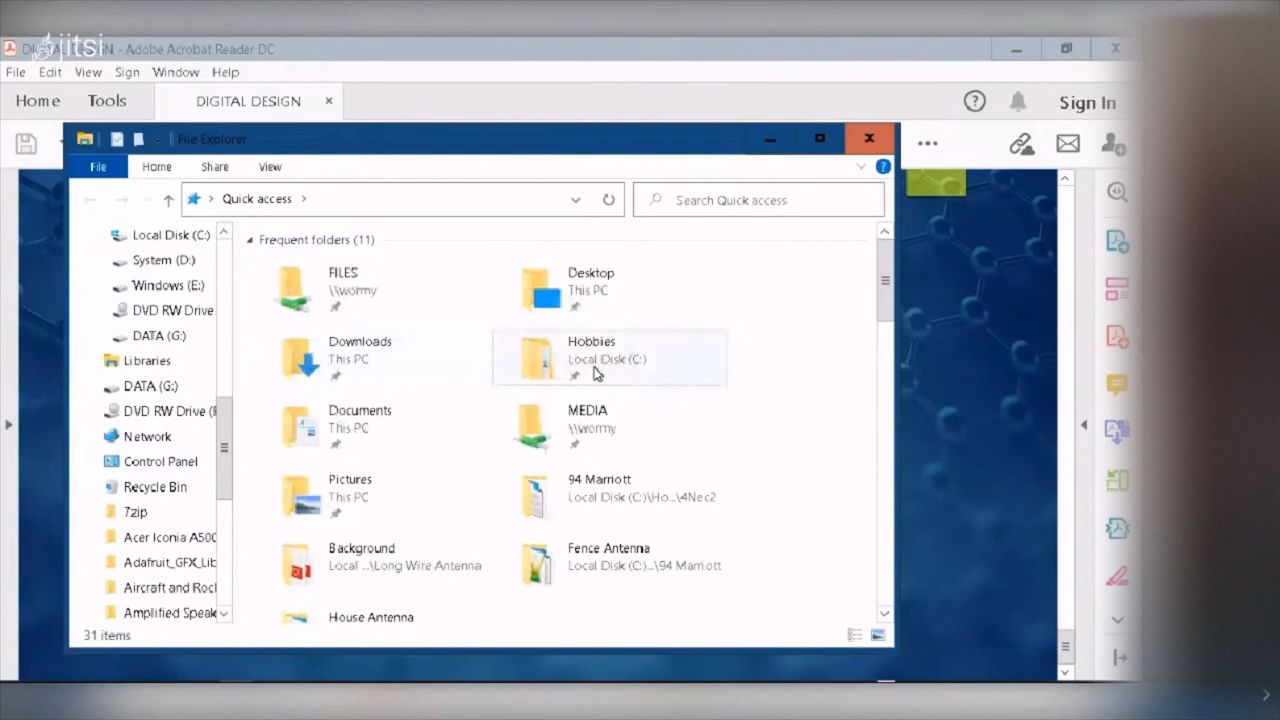 jitsi
- Adobe Acrobat Reader DC
File Edit View Sign Window Help
Home Tools DIGITAL DESIGN × Sign In
File Explorer
File Home Share View
Quick access Search Quick access
Local Disk (C:)
System (D:)
Windows (E:)
DVD RW Drive
DATA (G:)
Libraries
DATA (G:)
DVD RW Drive (
Network
Control Panel
Recycle Bin
7zip
Acer Iconia A500
Adafruit_GFX_Lib
Aircraft and Rock
Amplified Speak
Frequent folders (11)
FILES
\\wormy
Desktop
This PC
Downloads
This PC
Hobbies
Local Disk (C:)
Documents
This PC
MEDIA
\\wormy
Pictures
This PC
94 Marriott
Local Disk (C:)\Ho...\4Nec2
Background
Local ...\Long Wire Antenna
Fence Antenna
Local Disk (C:)...\94 Marriott
House Antenna
31 items